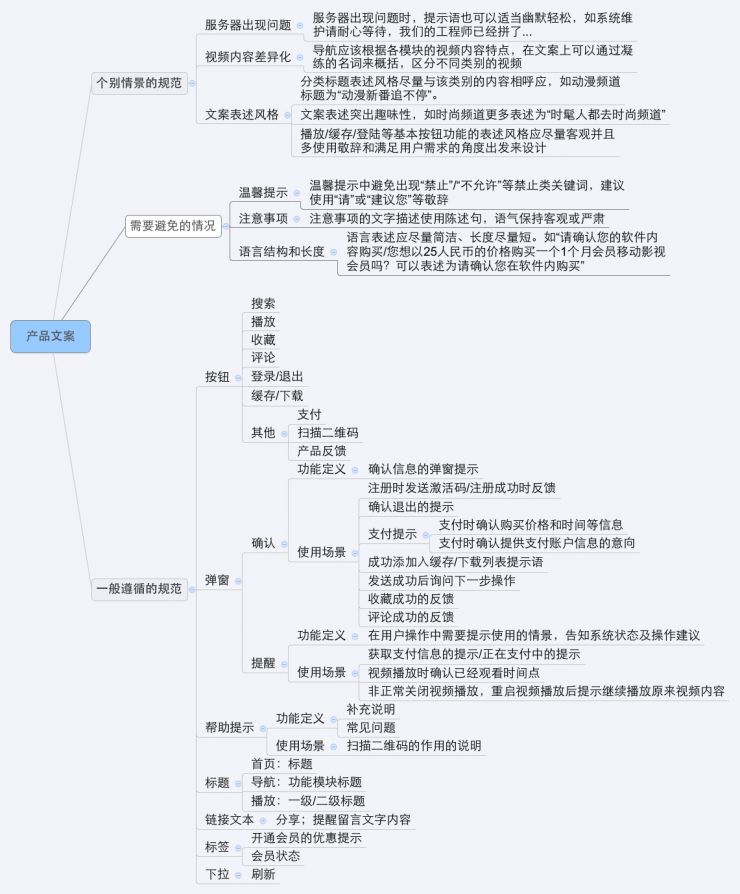 服务器出现问题
服务器出现问题时，提示语也可以适当幽默轻松，如系统维
护请耐心等待，我们的工程师已经拼了...
视频内容差异化
导航应该根据各模块的视频内容特点，在文案上可以通过凝
练的名词来概括，区分不同类别的视频
个别情景的规范
分类标题表述风格尽量与该类别的内容相呼应，如动漫频道
标题为“动漫新番追不停”。
文案表述风格
文案表述突出趣味性，如时尚频道更多表述为“时髦人都去时尚频道”
播放/缓存/登陆等基本按钮功能的表述风格应尽量客观并且
多使用敬辞和满足用户需求的角度出发来设计
温馨提示
温馨提示中避免出现“禁止”/“不允许”等禁止类关键词，建议
使用“请”或“建议您”等敬辞
需要避免的情况
注意事项
注意事项的文字描述使用陈述句，语气保持客观或严肃
语言结构和长度
语言表述应尽量简洁、长度尽量短。如“请确认您的软件内
容购买/您想以25人民币的价格购买一个1个月会员移动影视
会员吗？可以表述为请确认您在软件内购买”
产品文案
搜索
播放
收藏
评论
按钮
登录/退出
缓存/下载
其他
支付
扫描二维码
产品反馈
功能定义
确认信息的弹窗提示
注册时发送激活码/注册成功时反馈
确认退出的提示
支付提示
支付时确认购买价格和时间等信息
支付时确认提供支付账户信息的意向
确认
使用场景
成功添加入缓存/下载列表提示语
发送成功后询问下一步操作
收藏成功的反馈
评论成功的反馈
弹窗
一般遵循的规范
功能定义
在用户操作中需要提示使用的情景，告知系统状态及操作建议
提醒
获取支付信息的提示/正在支付中的提示
使用场景
视频播放时确认已经观看时间点
非正常关闭视频播放，重启视频播放后提示继续播放原来视频内容
帮助提示
功能定义
补充说明
常见问题
使用场景
扫描二维码的作用的说明
首页：标题
标题
导航：功能模块标题
播放：一级/二级标题
链接文本
分享；提醒留言文字内容
标签
开通会员的优惠提示
会员状态
下拉
刷新